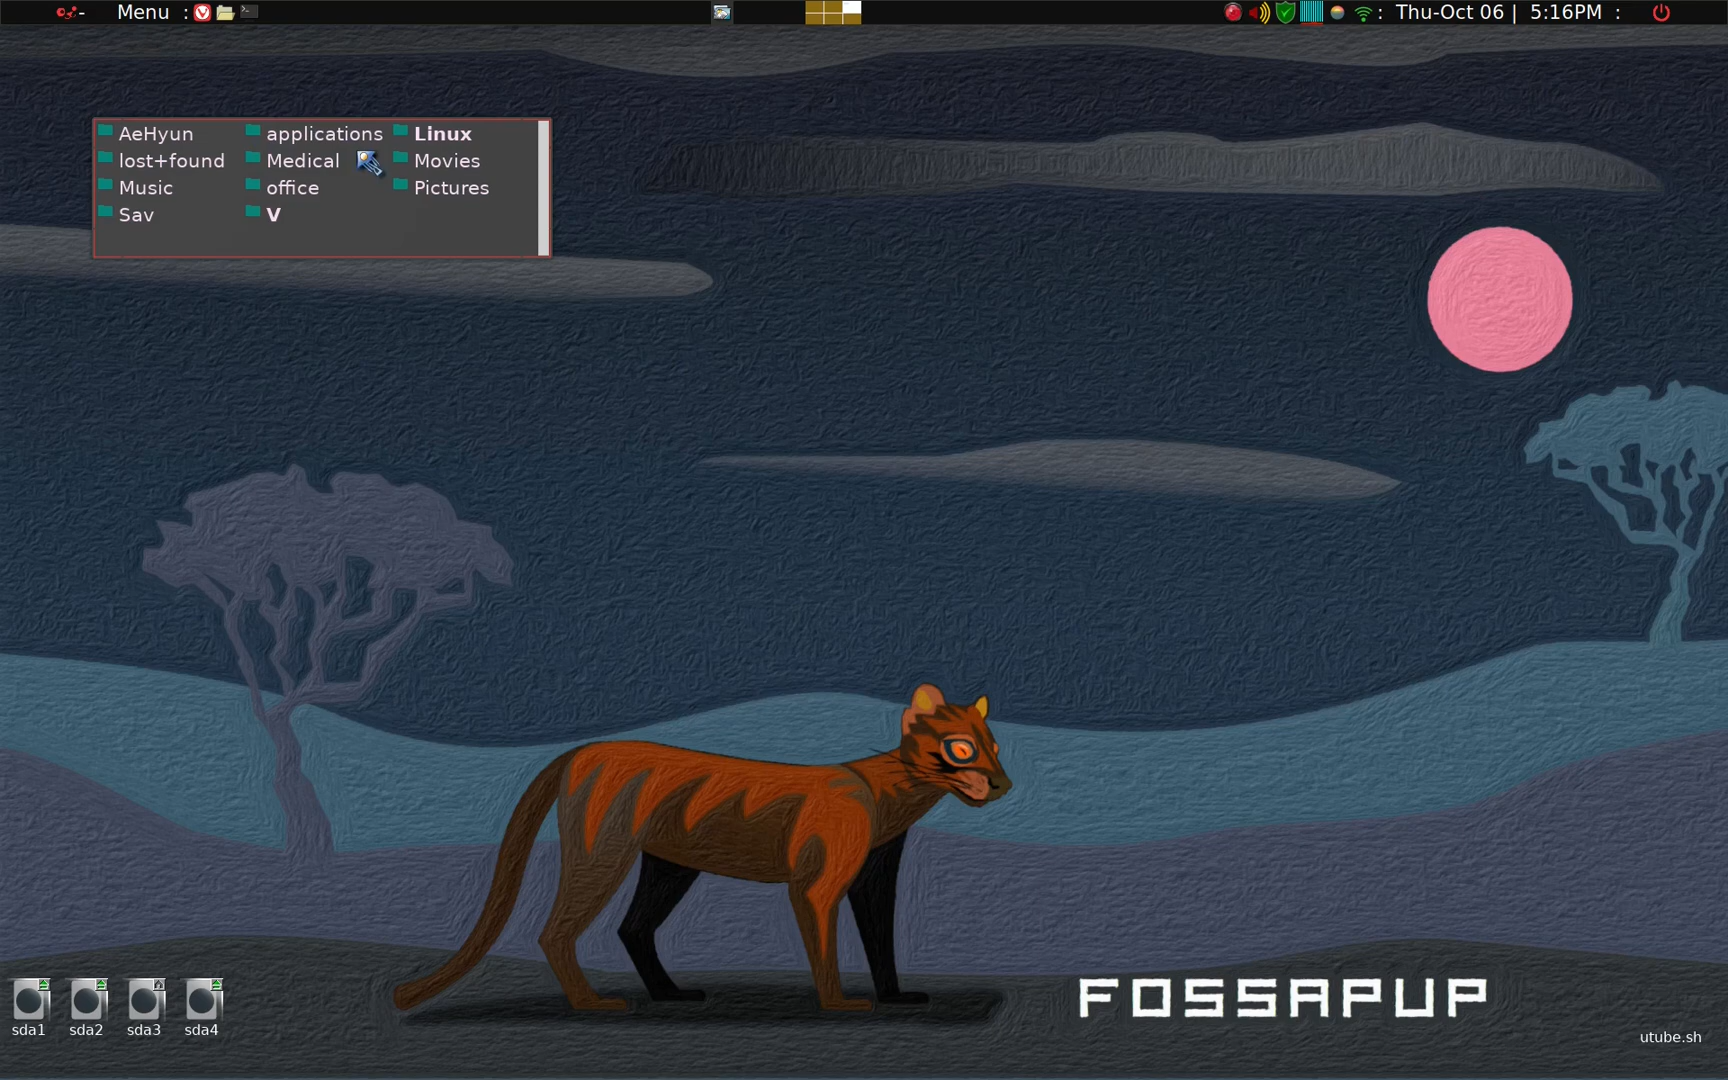 Menu : Thu-Oct 06 | 5:16PM :
AeHyun applications Linux
lost+found Medical Movies
Music office Pictures
Sav V
FOSSAPUP
sda1 sda2 sda3 sda4
utube.sh